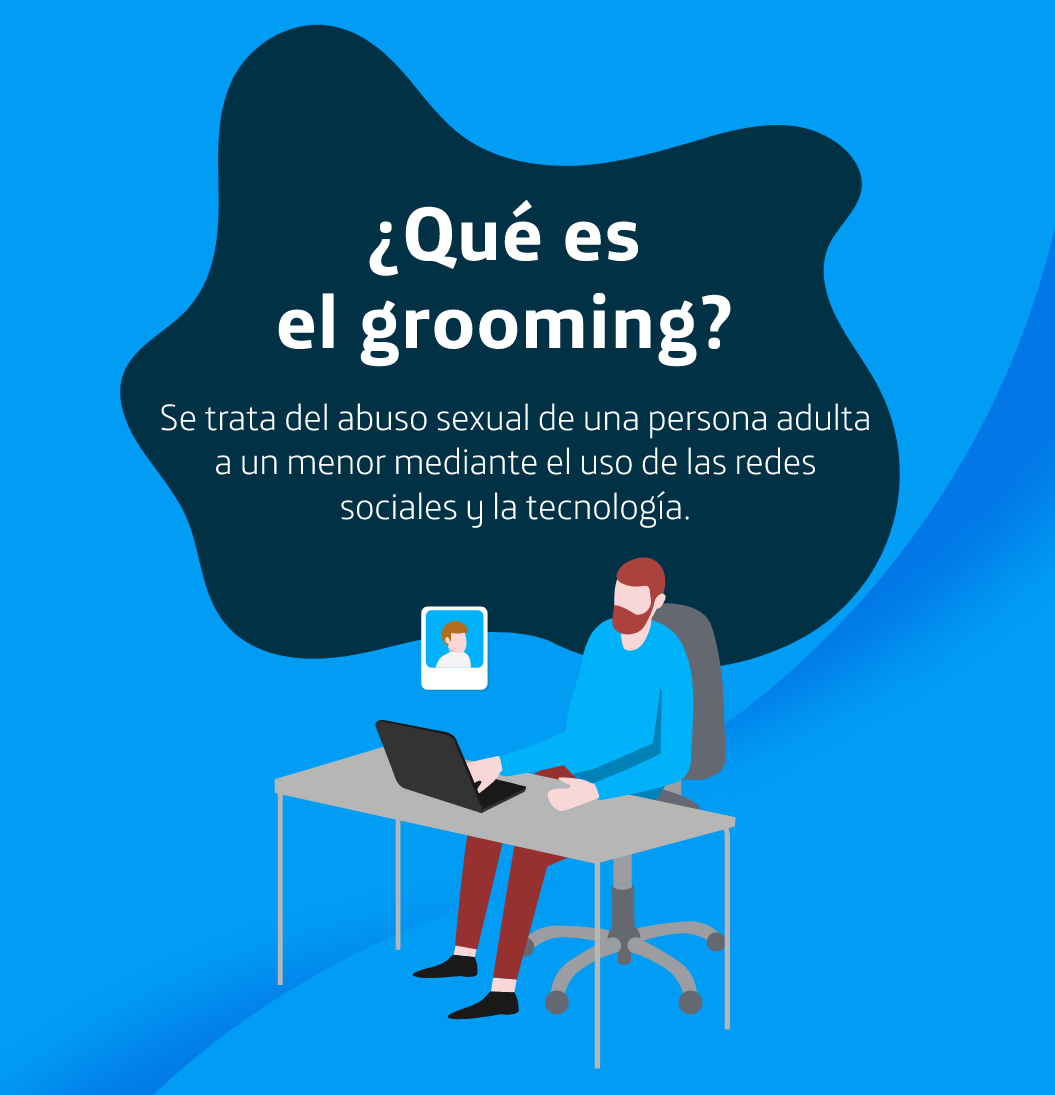 ¿Qué es
el grooming?
Se trata del abuso sexual de una persona adulta
a un menor mediante el uso de las redes
sociales y la tecnología.